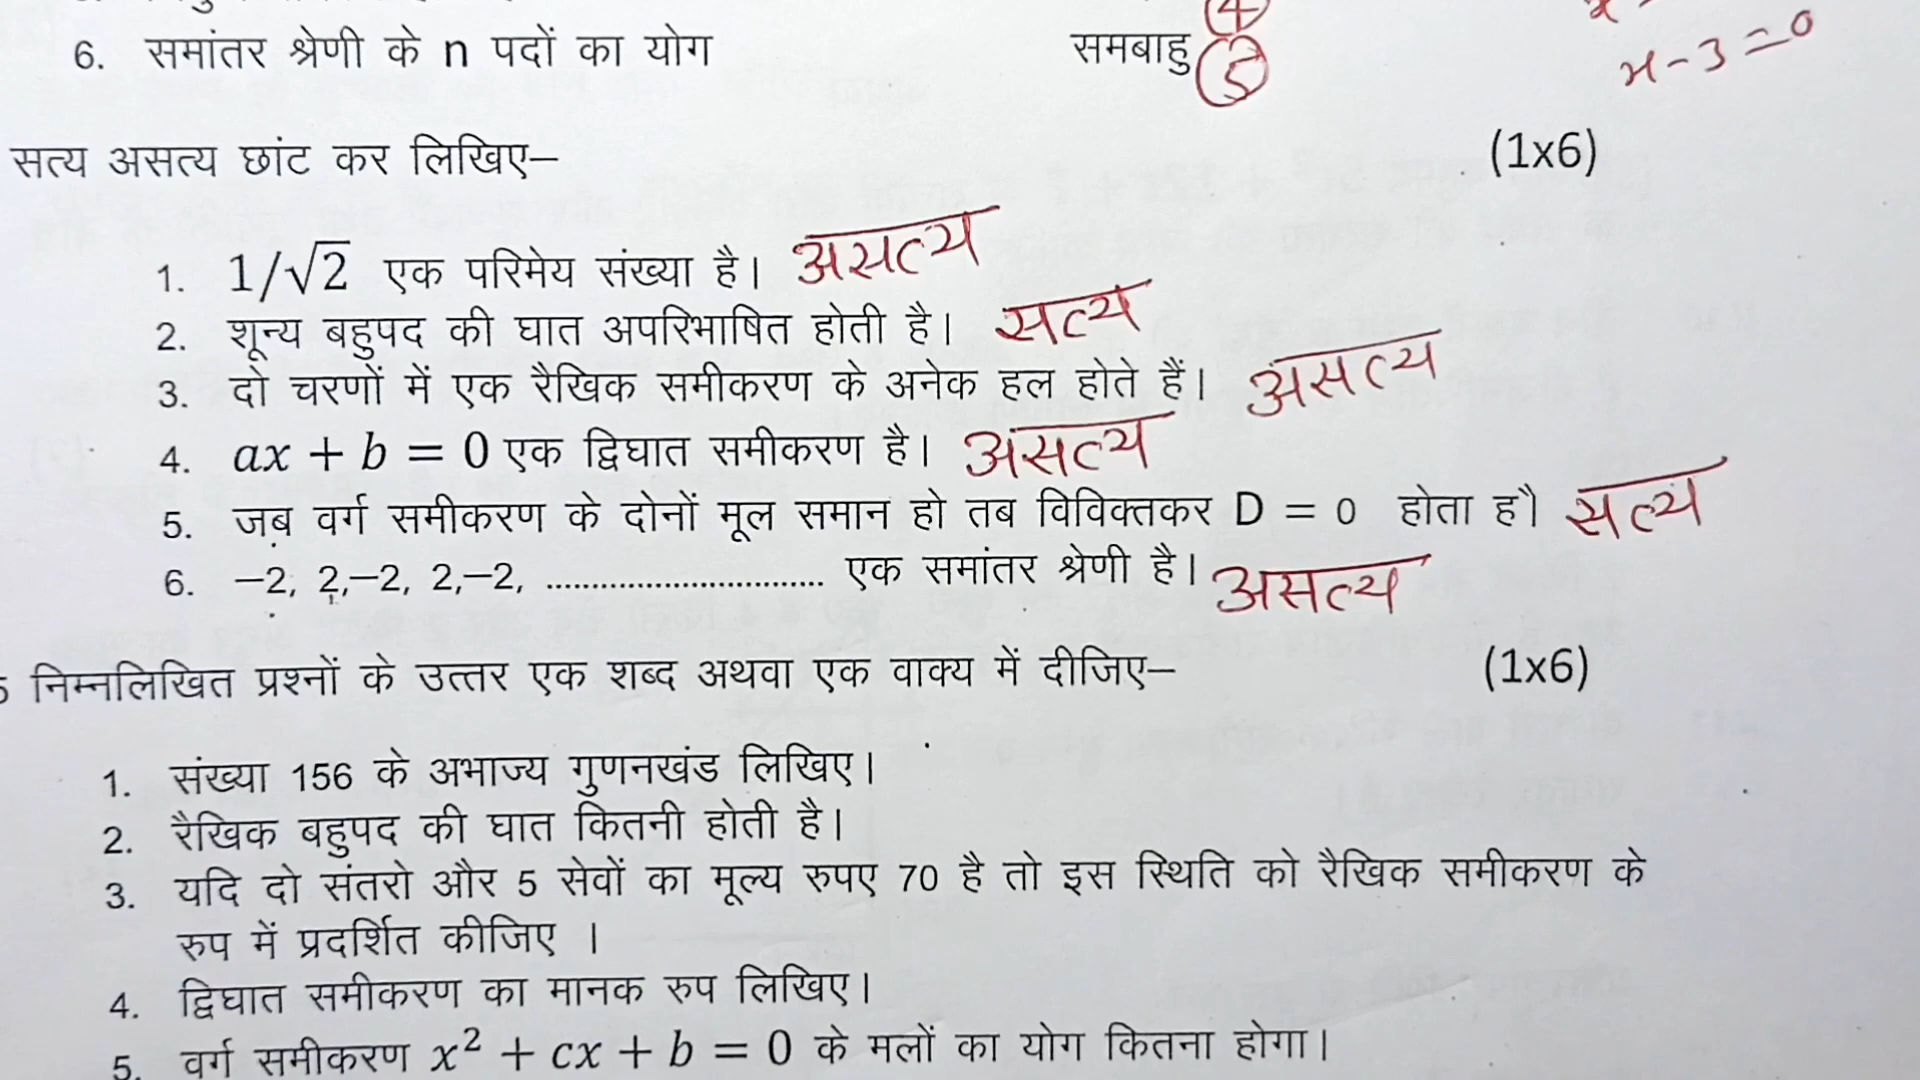 6. समांतर श्रेणी के n पदों का योग समबाहु (4) (5)
x - 3 = 0
सत्य असत्य छांट कर लिखिए– (1x6)
1. 1/√2 एक परिमेय संख्या है। असत्य
2. शून्य बहुपद की घात अपरिभाषित होती है। सत्य
3. दो चरणों में एक रैखिक समीकरण के अनेक हल होते हैं। असत्य
4. ax + b = 0 एक द्विघात समीकरण है। असत्य
5. जब वर्ग समीकरण के दोनों मूल समान हो तब विविक्तकर D = 0 होता है। सत्य
6. –2, 2,–2, 2,–2, ............................ एक समांतर श्रेणी है। असत्य
5 निम्नलिखित प्रश्नों के उत्तर एक शब्द अथवा एक वाक्य में दीजिए– (1x6)
1. संख्या 156 के अभाज्य गुणनखंड लिखिए।
2. रैखिक बहुपद की घात कितनी होती है।
3. यदि दो संतरो और 5 सेवों का मूल्य रुपए 70 है तो इस स्थिति को रैखिक समीकरण के
रुप में प्रदर्शित कीजिए ।
4. द्विघात समीकरण का मानक रुप लिखिए।
5. वर्ग समीकरण x² + cx + b = 0 के मलों का योग कितना होगा।